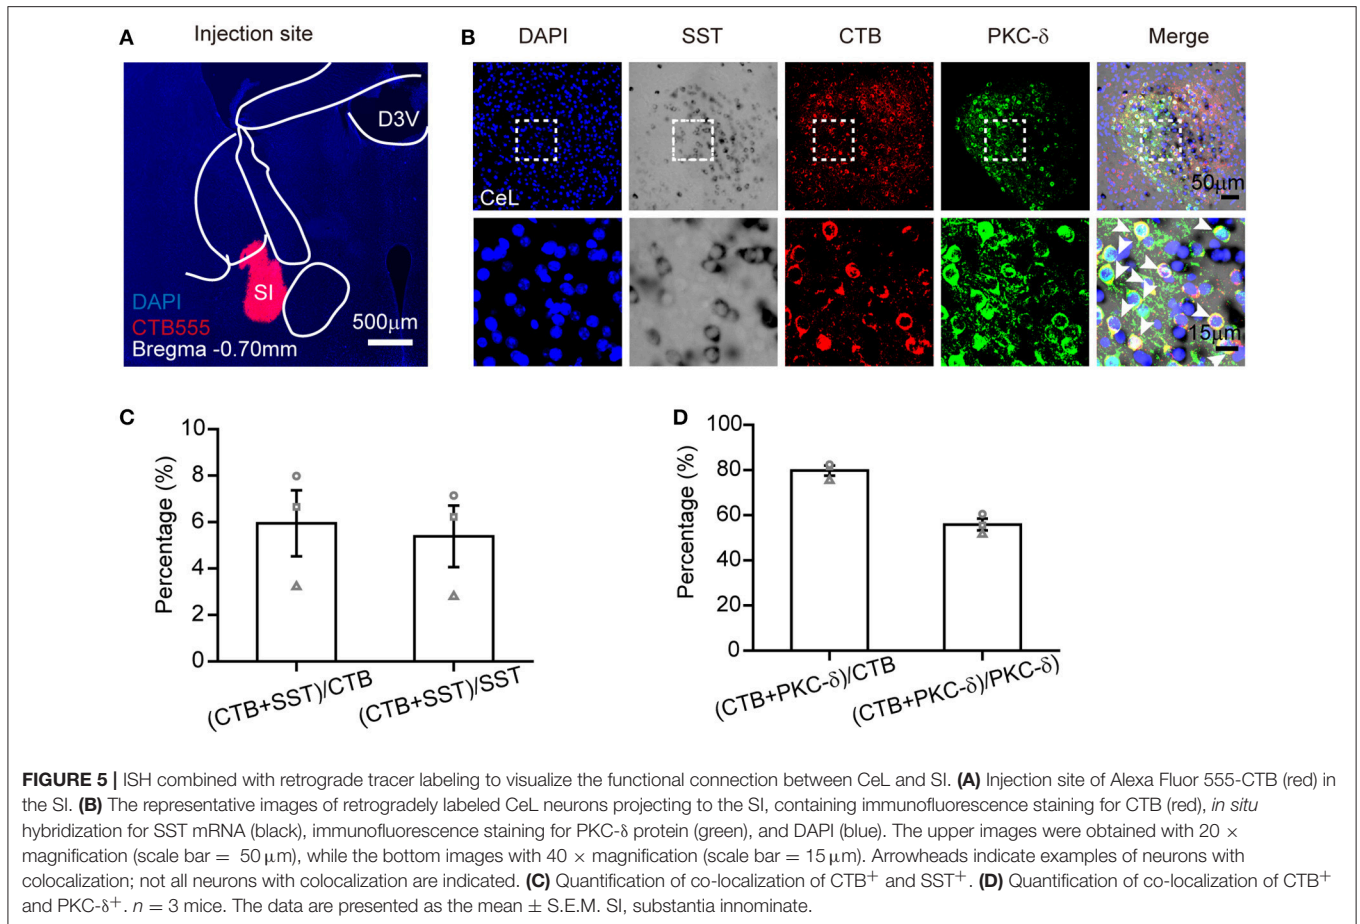 A
Injection site
D3V
SI
DAPI
CTB555
Bregma -0.70mm
500μm
B
DAPI
SST
CTB
PKC-δ
Merge
CeL
50μm
15μm
C
Percentage (%)
10
8
6
4
2
0
(CTB+SST)/CTB
(CTB+SST)/SST
D
Percentage (%)
100
80
60
40
20
0
(CTB+PKC-δ)/CTB
(CTB+PKC-δ)/PKC-δ)
FIGURE 5 | ISH combined with retrograde tracer labeling to visualize the functional connection between CeL and SI. (A) Injection site of Alexa Fluor 555-CTB (red) in
the SI. (B) The representative images of retrogradely labeled CeL neurons projecting to the SI, containing immunofluorescence staining for CTB (red), in situ
hybridization for SST mRNA (black), immunofluorescence staining for PKC-δ protein (green), and DAPI (blue). The upper images were obtained with 20 ×
magnification (scale bar = 50 μm), while the bottom images with 40 × magnification (scale bar = 15 μm). Arrowheads indicate examples of neurons with
colocalization; not all neurons with colocalization are indicated. (C) Quantification of co-localization of CTB⁺ and SST⁺. (D) Quantification of co-localization of CTB⁺
and PKC-δ⁺. n = 3 mice. The data are presented as the mean ± S.E.M. SI, substantia innominate.